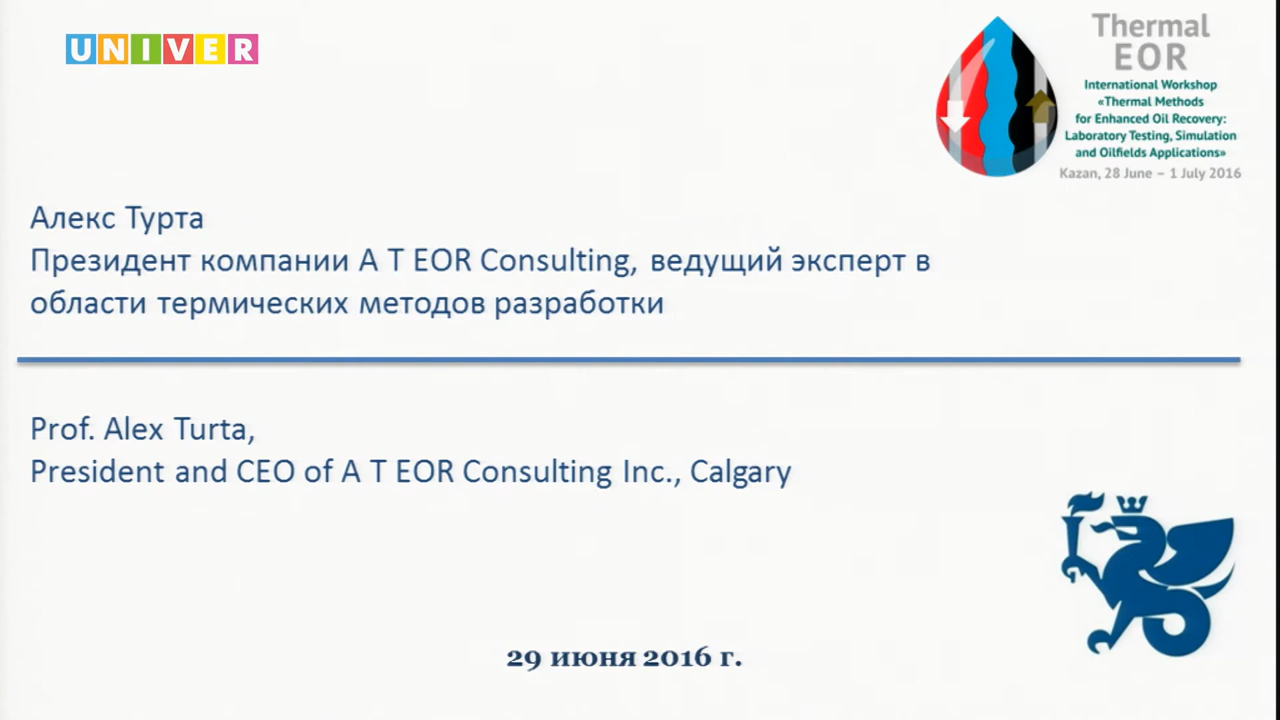 UNIVER
Thermal
EOR
International Workshop
«Thermal Methods
for Enhanced Oil Recovery:
Laboratory Testing, Simulation
and Oilfields Applications»
Kazan, 28 June – 1 July 2016
Алекс Турта
Президент компании A T EOR Consulting, ведущий эксперт в
области термических методов разработки
Prof. Alex Turta,
President and CEO of A T EOR Consulting Inc., Calgary
29 июня 2016 г.